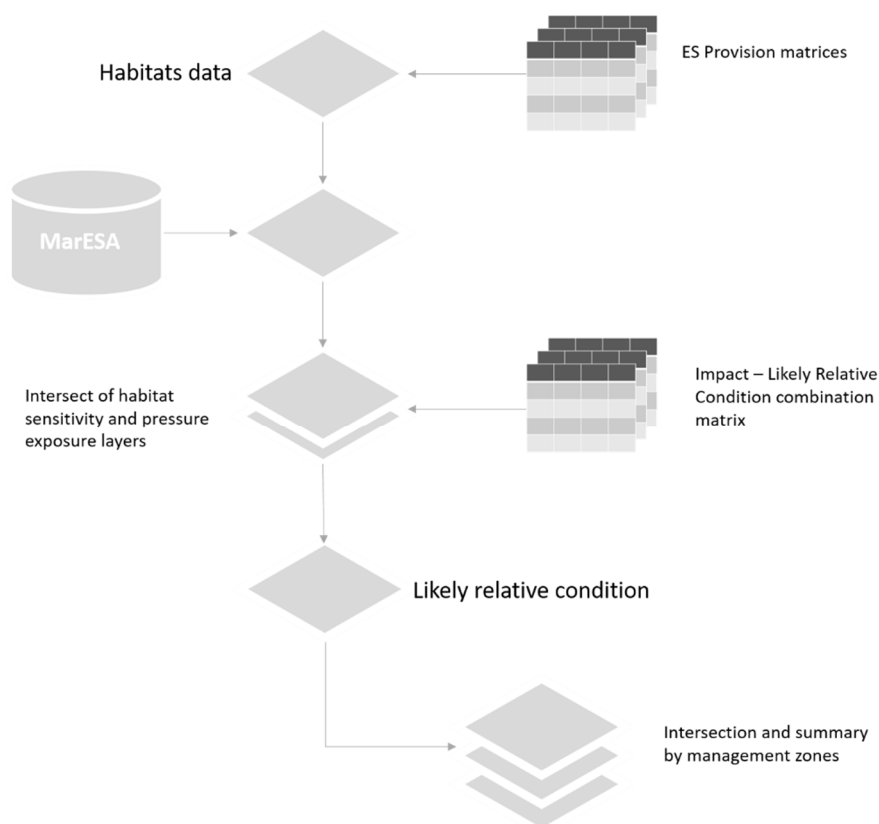 ES Provision matrices
Habitats data
MarESA
Intersect of habitat
sensitivity and pressure
exposure layers
Impact – Likely Relative
Condition combination
matrix
Likely relative condition
Intersection and summary
by management zones